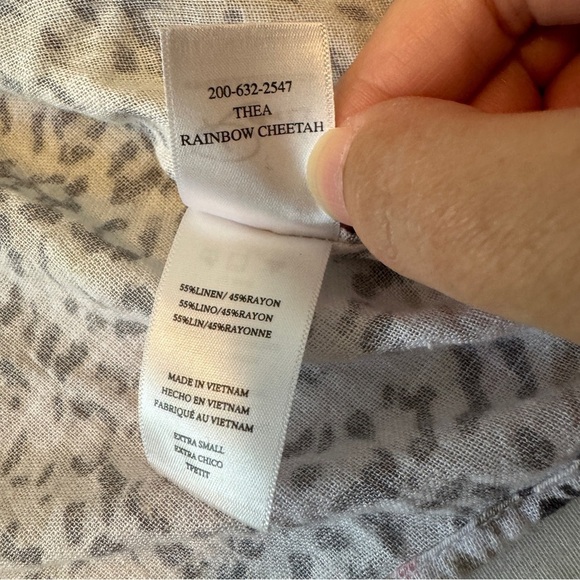 200-632-2547
THEA
RAINBOW CHEETAH
55%LINEN/ 45%RAYON
55%LINO/ 45%RAYON
55%LIN/45%RAYONNE
MADE IN VIETNAM
HECHO EN VIETNAM
FABRIQUÉ AU VIETNAM
EXTRA SMALL
EXTRA CHICO
TPETIT